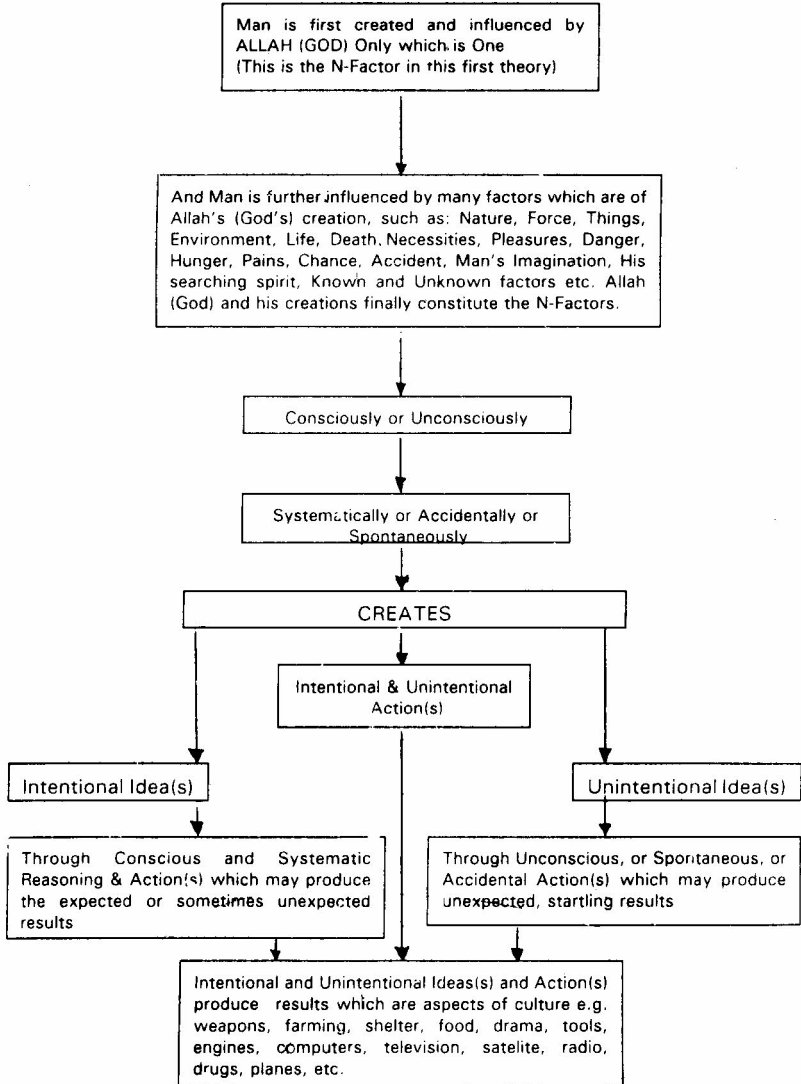 Man is first created and influenced by
ALLAH (GOD) Only which is One
(This is the N-Factor in this first theory)
And Man is further influenced by many factors which are of
Allah's (God's) creation, such as: Nature, Force, Things,
Environment, Life, Death, Necessities, Pleasures, Danger,
Hunger, Pains, Chance, Accident, Man's Imagination, His
searching spirit, Known and Unknown factors etc. Allah
(God) and his creations finally constitute the N-Factors.
Consciously or Unconsciously
Systematically or Accidentally or
Spontaneously
CREATES
Intentional & Unintentional
Action(s)
Intentional Idea(s)
Unintentional Idea(s)
Through Conscious and Systematic
Reasoning & Action(s) which may produce
the expected or sometimes unexpected
results
Through Unconscious, or Spontaneous, or
Accidental Action(s) which may produce
unexpected, startling results
Intentional and Unintentional Ideas(s) and Action(s)
produce results which are aspects of culture e.g.
weapons, farming, shelter, food, drama, tools,
engines, computers, television, satelite, radio,
drugs, planes, etc.